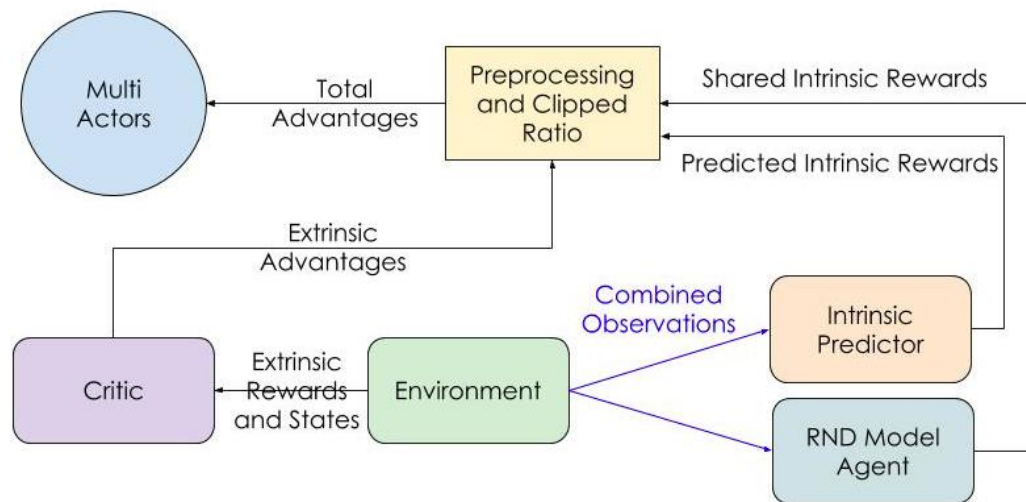 Multi
Actors
Total
Advantages
Preprocessing
and Clipped
Ratio
Shared Intrinsic Rewards
Predicted Intrinsic Rewards
Extrinsic
Advantages
Combined
Observations
Intrinsic
Predictor
Critic
Extrinsic
Rewards
and States
Environment
RND Model
Agent